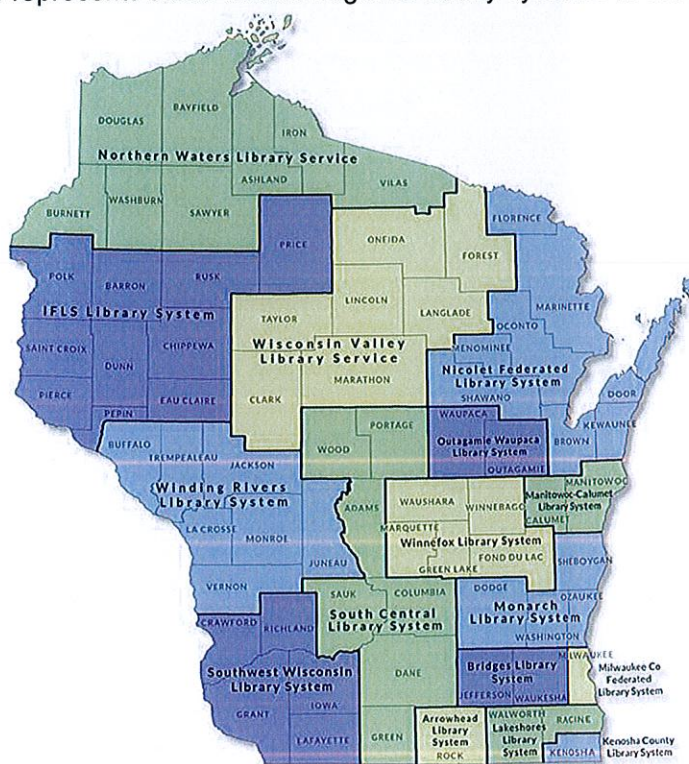 represents
BAYFIELD
DOUGLAS
IRON
Northern Waters Library Service
ASHLAND
VILAS
WASHBURN
BURNETT
SAWYER
FLORENCE
PRICE
ONEIDA
FOREST
POLK
BARRON
RUSK
IFLS Library System
LINCOLN
LANGLADE
MARINETTE
TAYLOR
OCONTO
Wisconsin Valley
Library Service
MENOMINEE
SAINT CROIX
CHIPPEWA
DUNN
Nicolet Federated
Library System
MARATHON
CLARK
SHAWANO
DOOR
PIERCE
EAU CLAIRE
PEPIN
WAUPACA
KEWAUNEE
PORTAGE
BROWN
BUFFALO
WOOD
Outagamie Waupaca
Library System
TREMPEALEAU
JACKSON
OUTAGAMIE
MANITOWOC
Winding Rivers
Library System
ADAMS
WAUSHARA
WINNEBAGO
Manitowoc-Calumet
Library System
CALUMET
LA CROSSE
MONROE
MARQUETTE
Winnefox Library System
JUNEAU
GREEN LAKE
FOND DU LAC
SHEBOYGAN
VERNON
SAUK
COLUMBIA
DODGE
OZAUKEE
South Central
Library System
Monarch
Library System
CRAWFORD
RICHLAND
WASHINGTON
MILWAUKEE
Milwaukee Co
Federated
Library System
Southwest Wisconsin
Library System
DANE
Bridges Library
System
JEFFERSON
WAUKESHA
IOWA
GRANT
Arrowhead
Library
System
ROCK
WALWORTH
Lakeshores
Library
System
RACINE
LAFAYETTE
GREEN
KENOSHA
Kenosha County
Library System